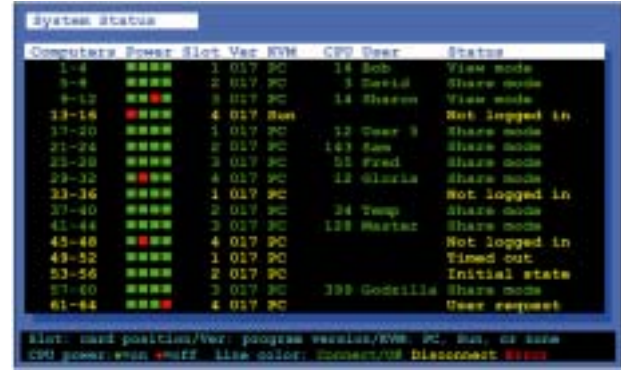 System Status
Computers Power Slot Ver KVM CPU User Status
1-4 1 017 PC 14 Bob View mode
5-8 2 017 PC 3 David Share mode
9-12 3 017 PC 14 Sharon View mode
13-16 4 017 Sun Not logged in
17-20 1 017 PC 12 User 9 Share mode
21-24 2 017 PC 143 Sam Share mode
25-28 3 017 PC 55 Fred Share mode
29-32 4 017 PC 12 Gloria Share mode
33-36 1 017 PC Not logged in
37-40 2 017 PC 34 Temp Share mode
41-44 3 017 PC 128 Master Share mode
45-48 4 017 PC Not logged in
49-52 1 017 PC Timed out
53-56 2 017 PC Initial state
57-60 3 017 PC Godzilla Share mode
61-64 4 017 PC User request
Slot: card position/Ver: program version/KVM: PC, Sun, or none
CPU power: on off Line color: Connect/OK Disconnect Error